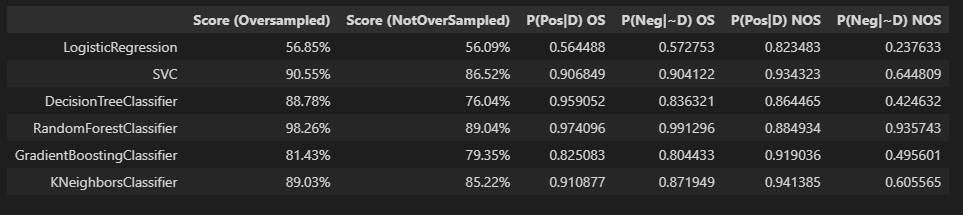 Score (Oversampled) Score (NotOverSampled) P(Pos|D) OS P(Neg|~D) OS P(Pos|D) NOS P(Neg|~D) NOS
LogisticRegression 56.85% 56.09% 0.564488 0.572753 0.823483 0.237633
SVC 90.55% 86.52% 0.906849 0.904122 0.934323 0.644809
DecisionTreeClassifier 88.78% 76.04% 0.959052 0.836321 0.864465 0.424632
RandomForestClassifier 98.26% 89.04% 0.974096 0.991296 0.884934 0.935743
GradientBoostingClassifier 81.43% 79.35% 0.825083 0.804433 0.919036 0.495601
KNeighborsClassifier 89.03% 85.22% 0.910877 0.871949 0.941385 0.605565